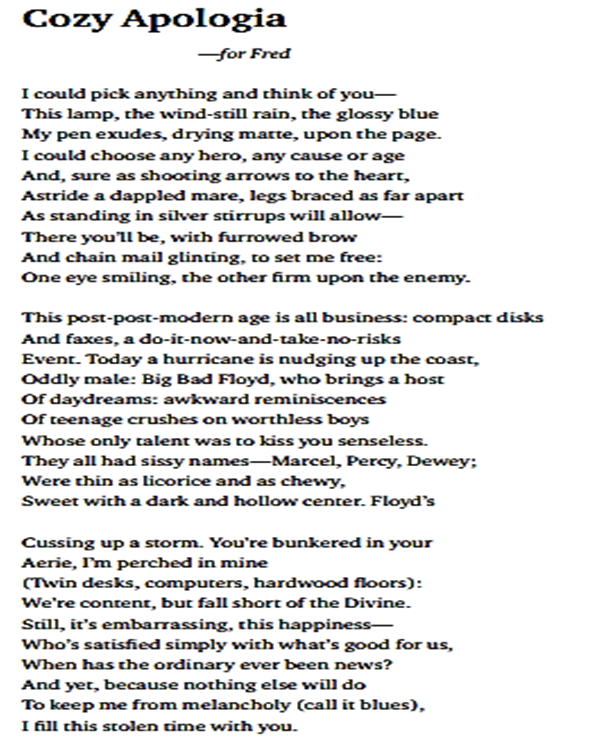 Cozy Apologia
—for Fred
I could pick anything and think of you—
This lamp, the wind-still rain, the glossy blue
My pen exudes, drying matte, upon the page.
I could choose any hero, any cause or age
And, sure as shooting arrows to the heart,
Astride a dappled mare, legs braced as far apart
As standing in silver stirrups will allow—
There you'll be, with furrowed brow
And chain mail glinting, to set me free:
One eye smiling, the other firm upon the enemy.
This post-post-modern age is all business: compact disks
And faxes, a do-it-now-and-take-no-risks
Event. Today a hurricane is nudging up the coast,
Oddly male: Big Bad Floyd, who brings a host
Of daydreams: awkward reminiscences
Of teenage crushes on worthless boys
Whose only talent was to kiss you senseless.
They all had sissy names—Marcel, Percy, Dewey;
Were thin as licorice and as chewy,
Sweet with a dark and hollow center. Floyd's
Cussing up a storm. You're bunkered in your
Aerie, I'm perched in mine
(Twin desks, computers, hardwood floors):
We're content, but fall short of the Divine.
Still, it's embarrassing, this happiness—
Who's satisfied simply with what's good for us,
When has the ordinary ever been news?
And yet, because nothing else will do
To keep me from melancholy (call it blues),
I fill this stolen time with you.